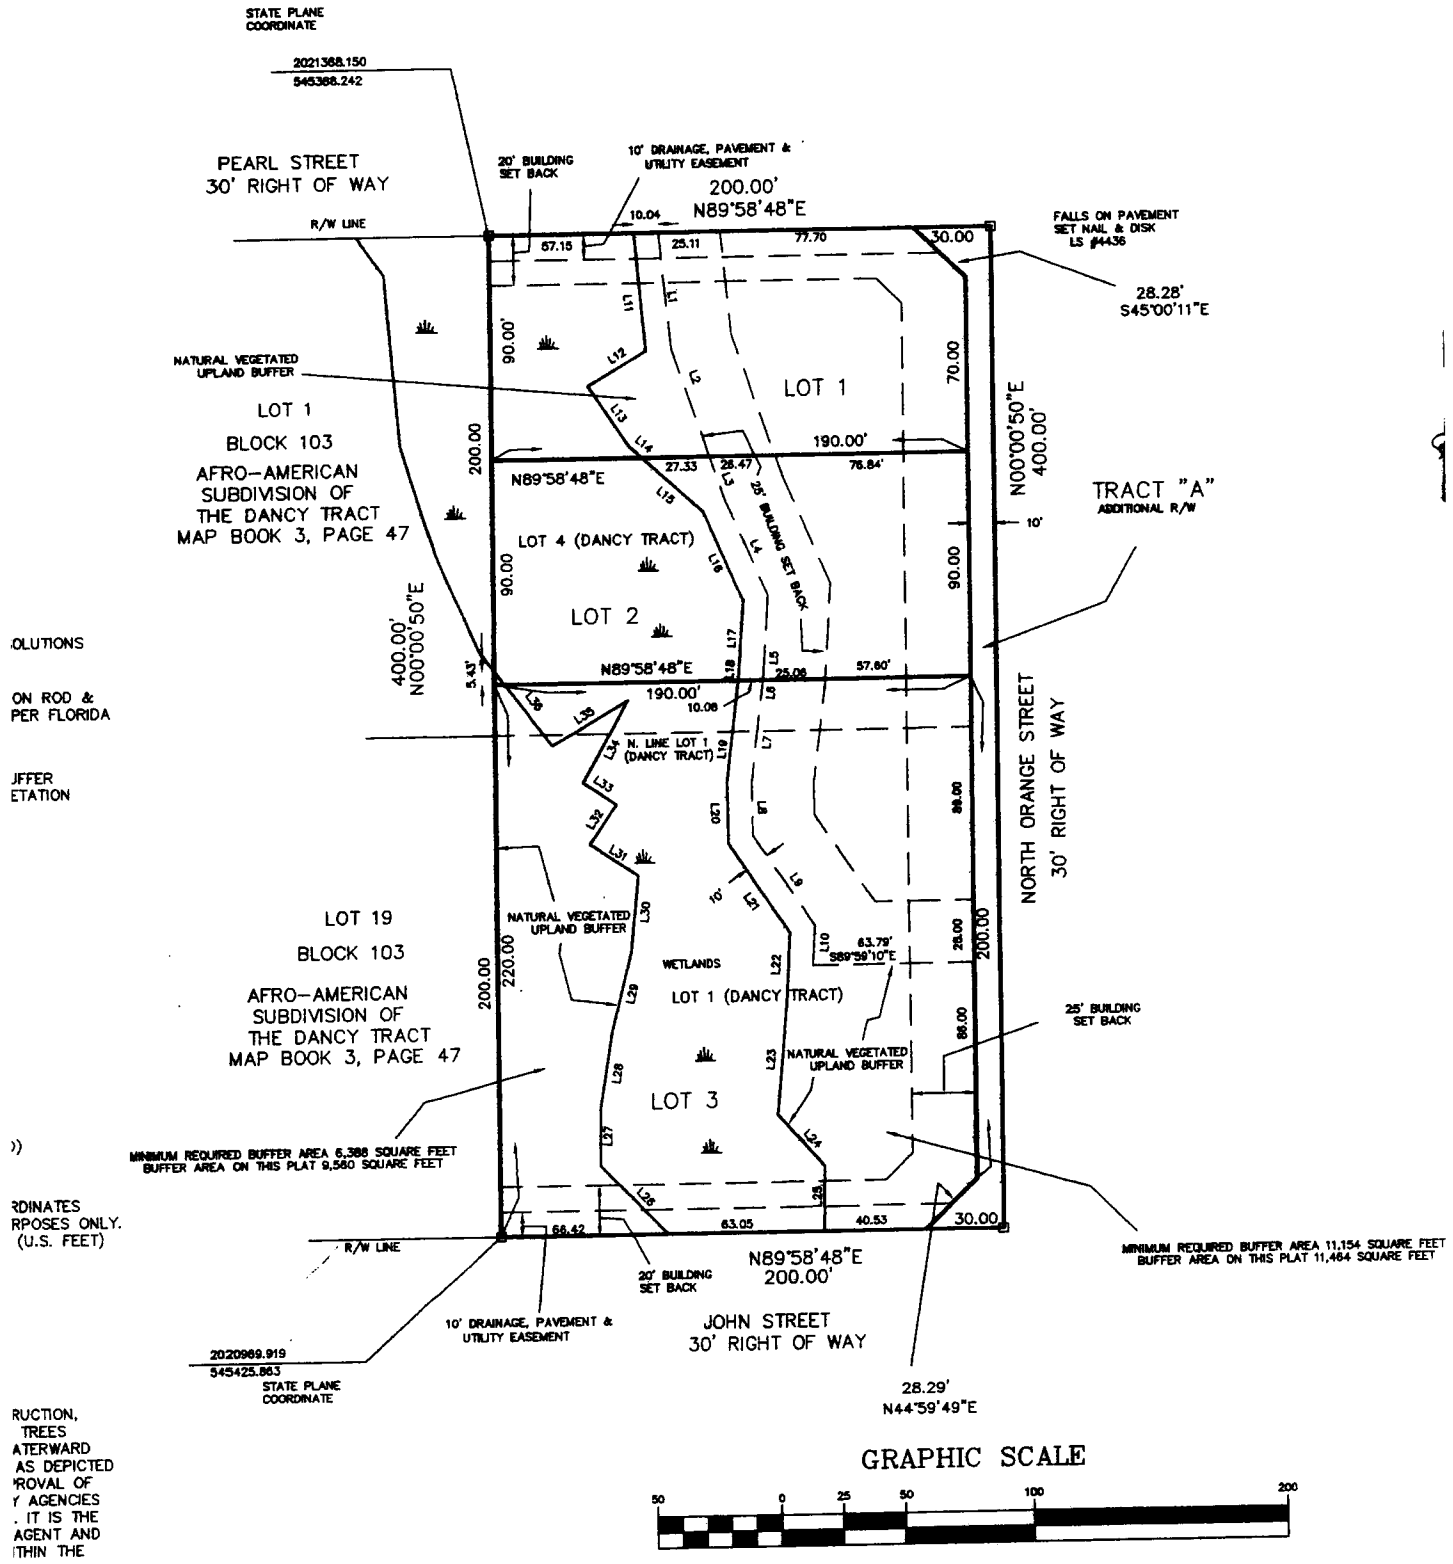 STATE PLANE
COORDINATE
2021368.150
545388.242
PEARL STREET
30' RIGHT OF WAY
R/W LINE
20' BUILDING
SET BACK
10' DRAINAGE, PAVEMENT &
UTILITY EASEMENT
200.00'
N89°58'48"E
10.04
57.15
25.11
77.70
30.00
FALLS ON PAVEMENT
SET NAIL & DISK
LS #4436
28.28'
S45°00'11"E
L11
L1
90.00'
L12
NATURAL VEGETATED
UPLAND BUFFER
L2
LOT 1
70.00
LOT 1
BLOCK 103
AFRO-AMERICAN
SUBDIVISION OF
THE DANCY TRACT
MAP BOOK 3, PAGE 47
200.00
L13
L14
190.00'
N00°00'50"E
400.00'
N89°58'48"E
27.33
26.47
76.84'
L15
L3
25' BUILDING SET BACK
TRACT "A"
ADDITIONAL R/W
10'
LOT 4 (DANCY TRACT)
L4
L16
90.00
90.00
LOT 2
400.00'
N00°00'50"E
OLUTIONS
L17
L5
5.43'
N89°58'48"E
L18
25.06
57.60'
190.00'
10.08
L6
ON ROD &
PER FLORIDA
L36
L35
L34
N. LINE LOT 1
(DANCY TRACT)
L19
L7
NORTH ORANGE STREET
30' RIGHT OF WAY
JFFER
ETATION
L33
L32
L20
L8
89.00
L31
L9
10'
L21
LOT 19
BLOCK 103
AFRO-AMERICAN
SUBDIVISION OF
THE DANCY TRACT
MAP BOOK 3, PAGE 47
NATURAL VEGETATED
UPLAND BUFFER
L30
200.00
220.00
WETLANDS
L22
L10
63.79'
S89°59'10"E
200.00
LOT 1 (DANCY TRACT)
L29
25' BUILDING
SET BACK
86.00
L23
NATURAL VEGETATED
UPLAND BUFFER
L28
LOT 3
L27
L24
MINIMUM REQUIRED BUFFER AREA 6,388 SQUARE FEET
BUFFER AREA ON THIS PLAT 9,560 SQUARE FEET
L26
L25
RDINATES
RPOSES ONLY.
(U.S. FEET)
R/W LINE
66.42
63.05
40.53
30.00
MINIMUM REQUIRED BUFFER AREA 11,154 SQUARE FEET
BUFFER AREA ON THIS PLAT 11,464 SQUARE FEET
N89°58'48"E
200.00'
20' BUILDING
SET BACK
10' DRAINAGE, PAVEMENT &
UTILITY EASEMENT
JOHN STREET
30' RIGHT OF WAY
2020969.919
545425.863
STATE PLANE
COORDINATE
28.29'
N44°59'49"E
RUCTION,
TREES
ATERWARD
AS DEPICTED
ROVAL OF
Y AGENCIES
. IT IS THE
AGENT AND
ITHIN THE
GRAPHIC SCALE
50 0 25 50 100 200